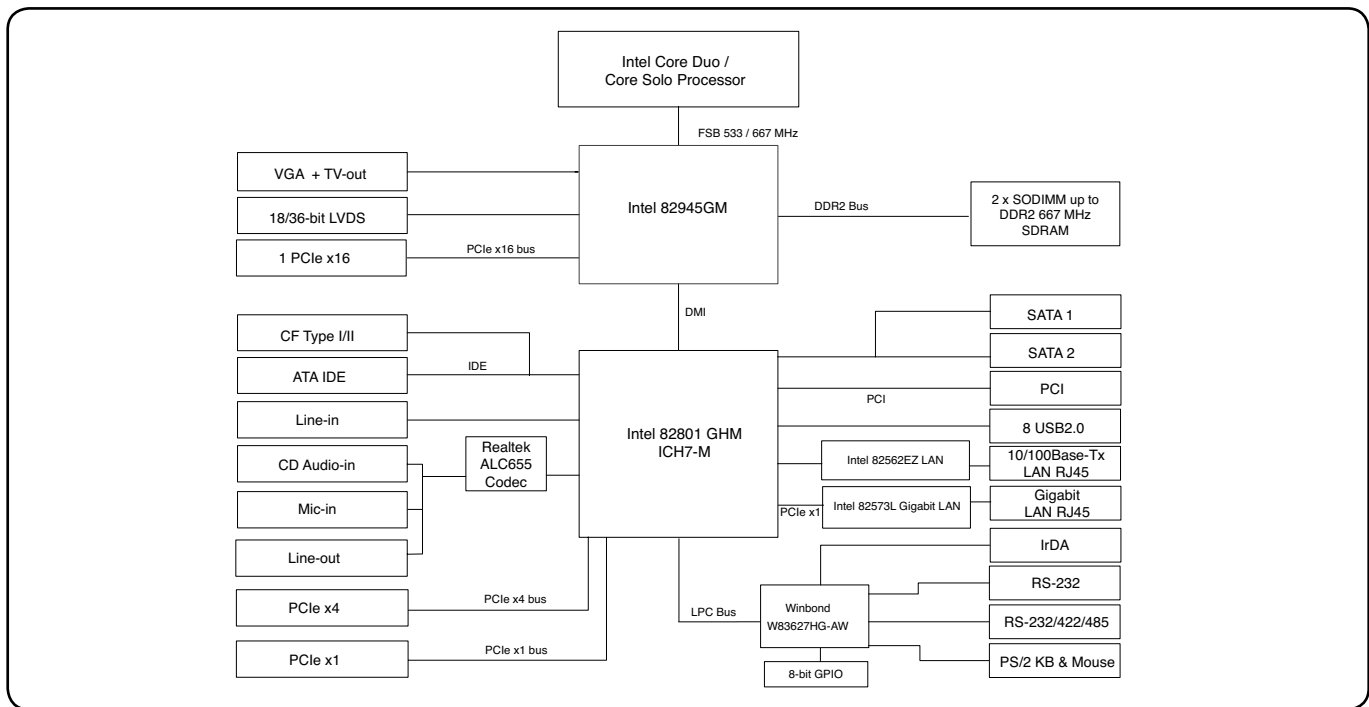 Intel Core Duo /
Core Solo Processor
FSB 533 / 667 MHz
VGA + TV-out
18/36-bit LVDS
1 PCIe x16
PCIe x16 bus
Intel 82945GM
DDR2 Bus
2 x SODIMM up to
DDR2 667 MHz
SDRAM
DMI
CF Type I/II
ATA IDE
IDE
Line-in
CD Audio-in
Mic-in
Line-out
Realtek
ALC655
Codec
PCIe x4
PCIe x4 bus
PCIe x1
PCIe x1 bus
Intel 82801 GHM
ICH7-M
SATA 1
SATA 2
PCI
PCI
8 USB2.0
Intel 82562EZ LAN
10/100Base-Tx
LAN RJ45
PCIe x1
Intel 82573L Gigabit LAN
Gigabit
LAN RJ45
LPC Bus
Winbond
W83627HG-AW
8-bit GPIO
IrDA
RS-232
RS-232/422/485
PS/2 KB & Mouse